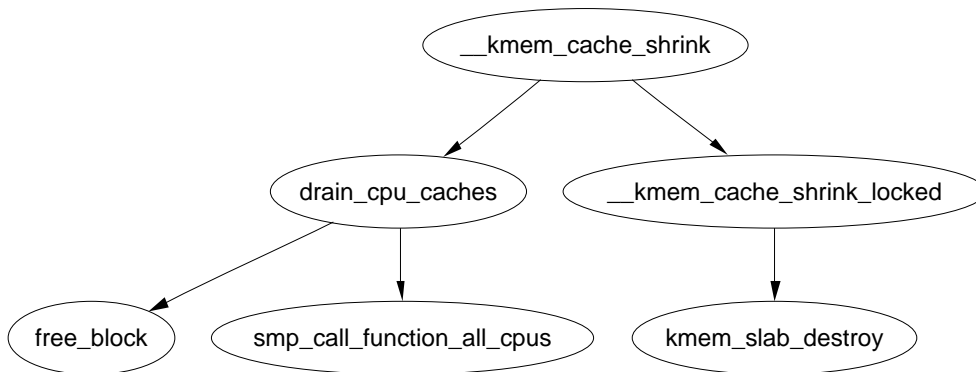 __kmem_cache_shrink
drain_cpu_caches
__kmem_cache_shrink_locked
free_block
smp_call_function_all_cpus
kmem_slab_destroy